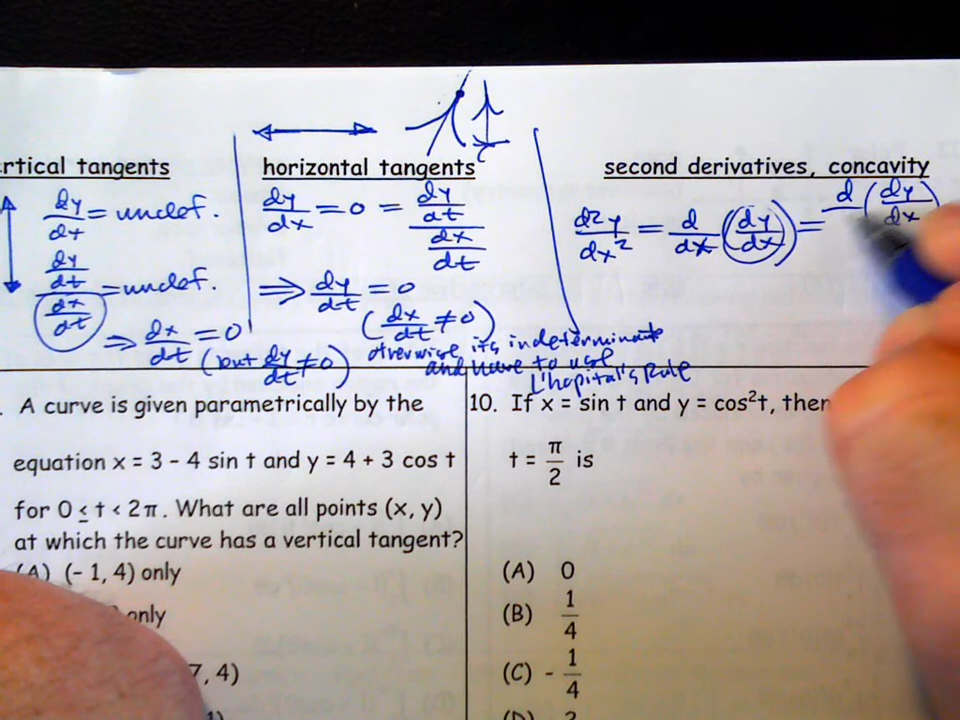 rtical tangents
dy/dx = undef.
dy/dt / dx/dt = undef.
⇒ dx/dt = 0
(but dy/dt ≠ 0)
horizontal tangents
dy/dx = 0 = dy/dt / dx/dt
⇒ dy/dt = 0
(dx/dt ≠ 0)
otherwise, its indeterminate
and have to use
L'hopital's Rule
second derivatives, concavity
d²y/dx² = d/dx (dy/dx) = d (dy/dx)
. A curve is given parametrically by the
equation x = 3 – 4 sin t and y = 4 + 3 cos t
for 0 ≤ t < 2π. What are all points (x, y)
at which the curve has a vertical tangent?
(A) (- 1, 4) only
only
7, 4)
10. If x = sin t and y = cos²t, then
t = π/2 is
(A) 0
(B) 1/4
(C) - 1/4